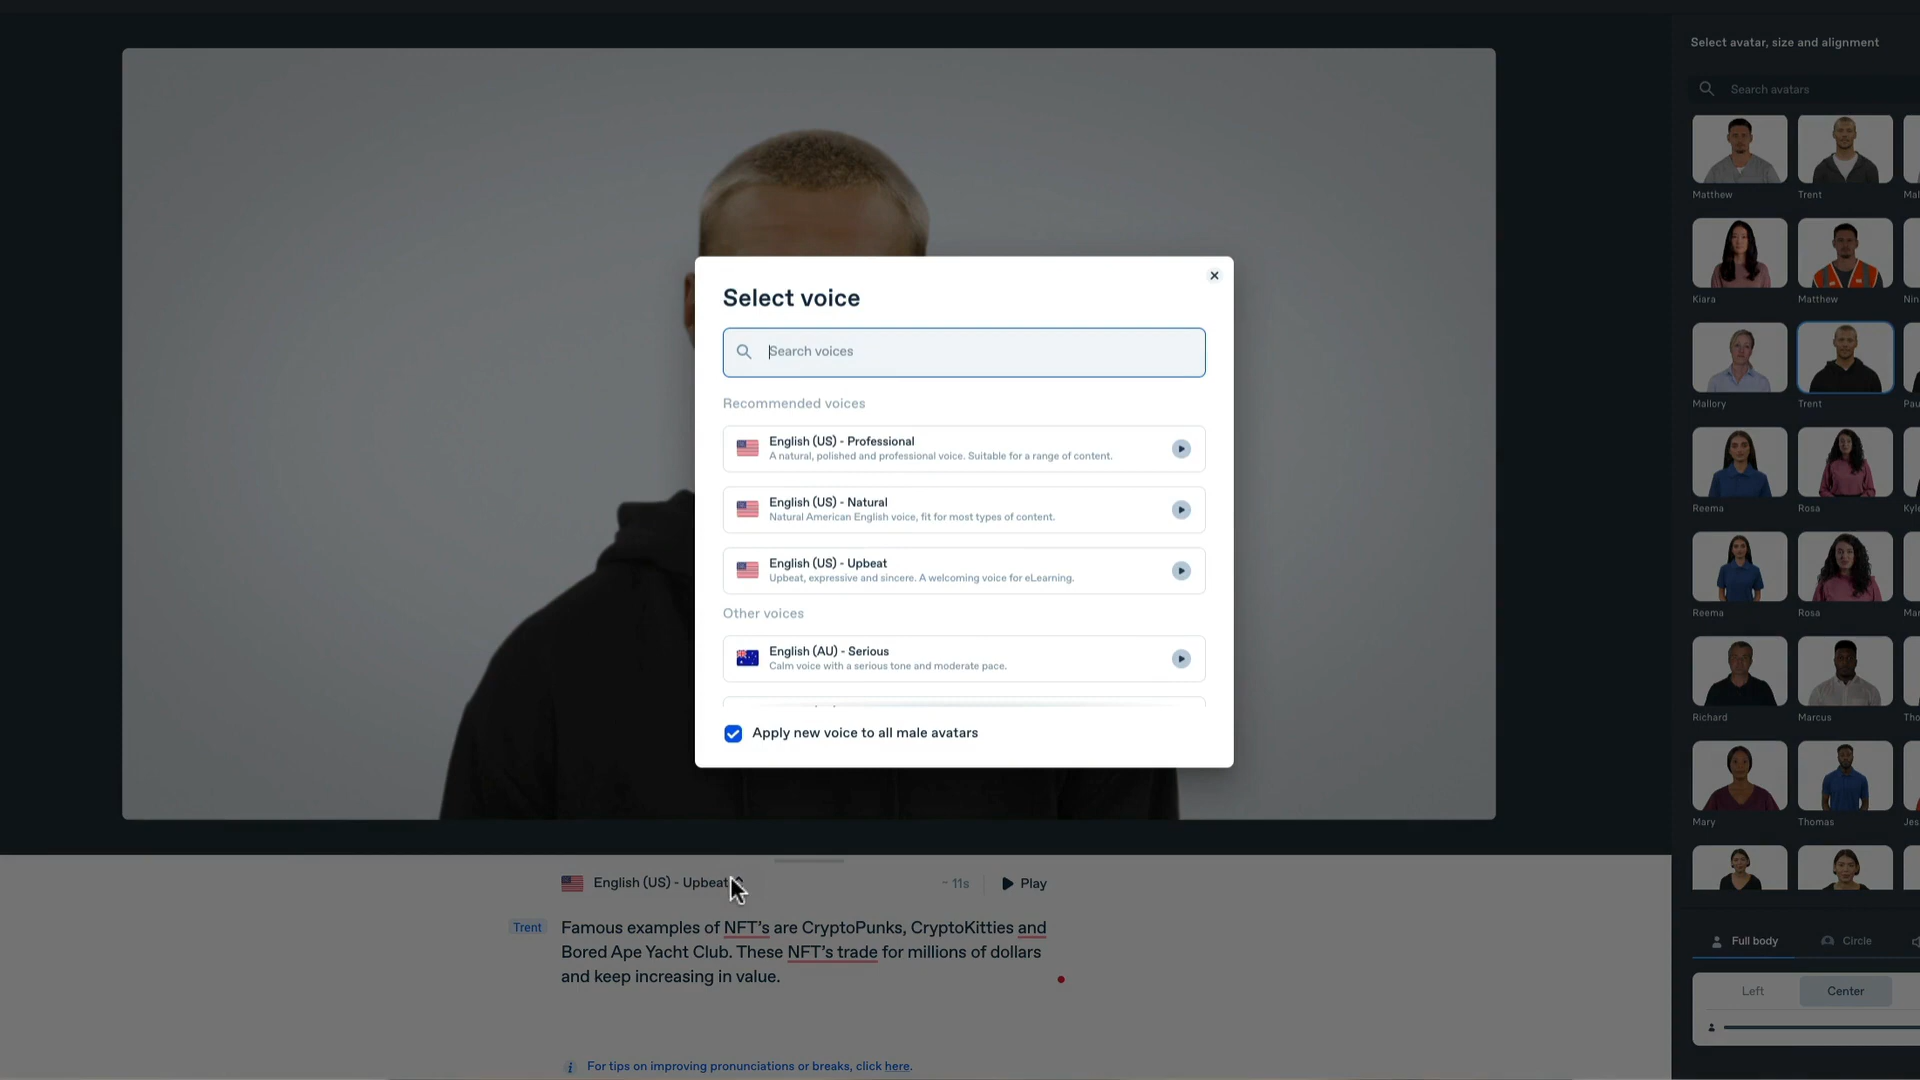 Select avatar, size and alignment
Search avatars
Matthew
Trent
Kiara
Matthew
Nin
Mallory
Trent
Pau
Reema
Rosa
Kyle
Reema
Rosa
Mar
Richard
Marcus
Tho
Mary
Thomas
Jes
Full body
Circle
Left
Center
Select voice
Search voices
Recommended voices
English (US) - Professional
A natural, polished and professional voice. Suitable for a range of content.
English (US) - Natural
Natural American English voice, fit for most types of content.
English (US) - Upbeat
Upbeat, expressive and sincere. A welcoming voice for eLearning.
Other voices
English (AU) - Serious
Calm voice with a serious tone and moderate pace.
Apply new voice to all male avatars
English (US) - Upbeat
~ 11s
Play
Trent
Famous examples of NFT's are CryptoPunks, CryptoKitties and
Bored Ape Yacht Club. These NFT's trade for millions of dollars
and keep increasing in value.
For tips on improving pronunciations or breaks, click here.